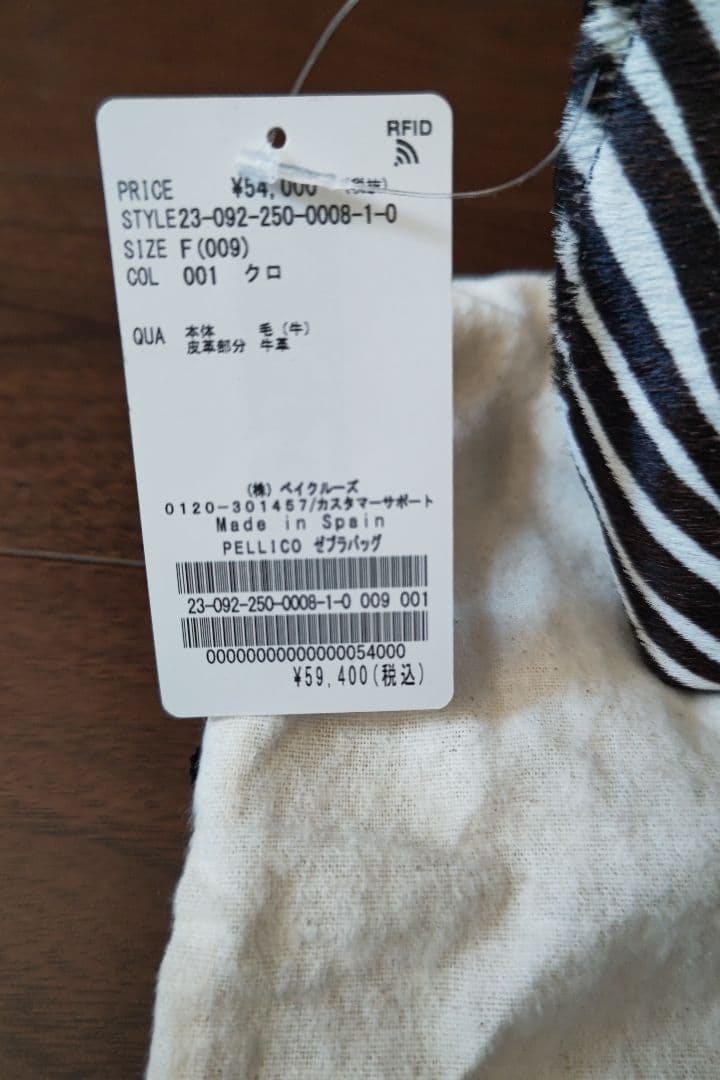 RFID
PRICE ¥54,000 (税抜)
STYLE23-092-250-0008-1-0
SIZE F(009)
COL 001 クロ
QUA 本体 毛(牛)
皮革部分 牛革
(株)ベイクルーズ
0120-301457/カスタマーサポート
Made in Spain
PELLICO ゼブラバッグ
23-092-250-0008-1-0 009 001
00000000000000054000
¥59,400(税込)